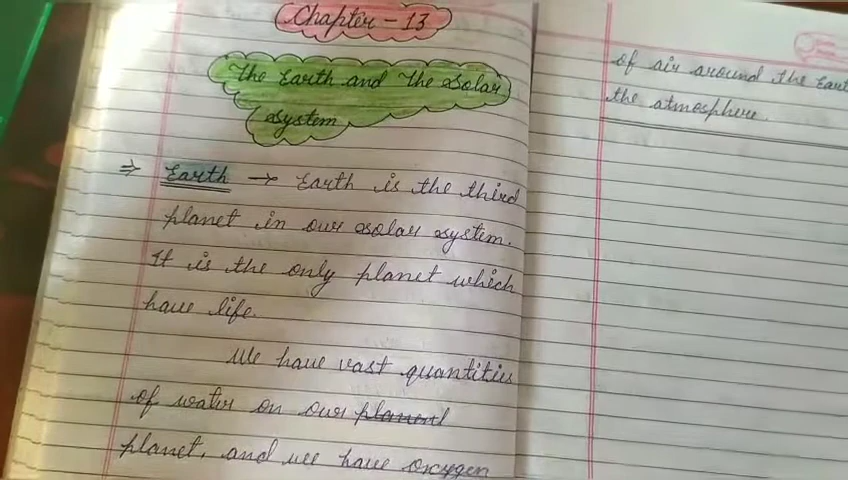 Chapter - 13
The Earth and The Solar
System
⇒ Earth → Earth is the third
planet in our solar system.
It is the only planet which
have life.
We have vast quantities
of water on our planent
planet, and we have oxygen
of air around the Eart
the atmosphere.